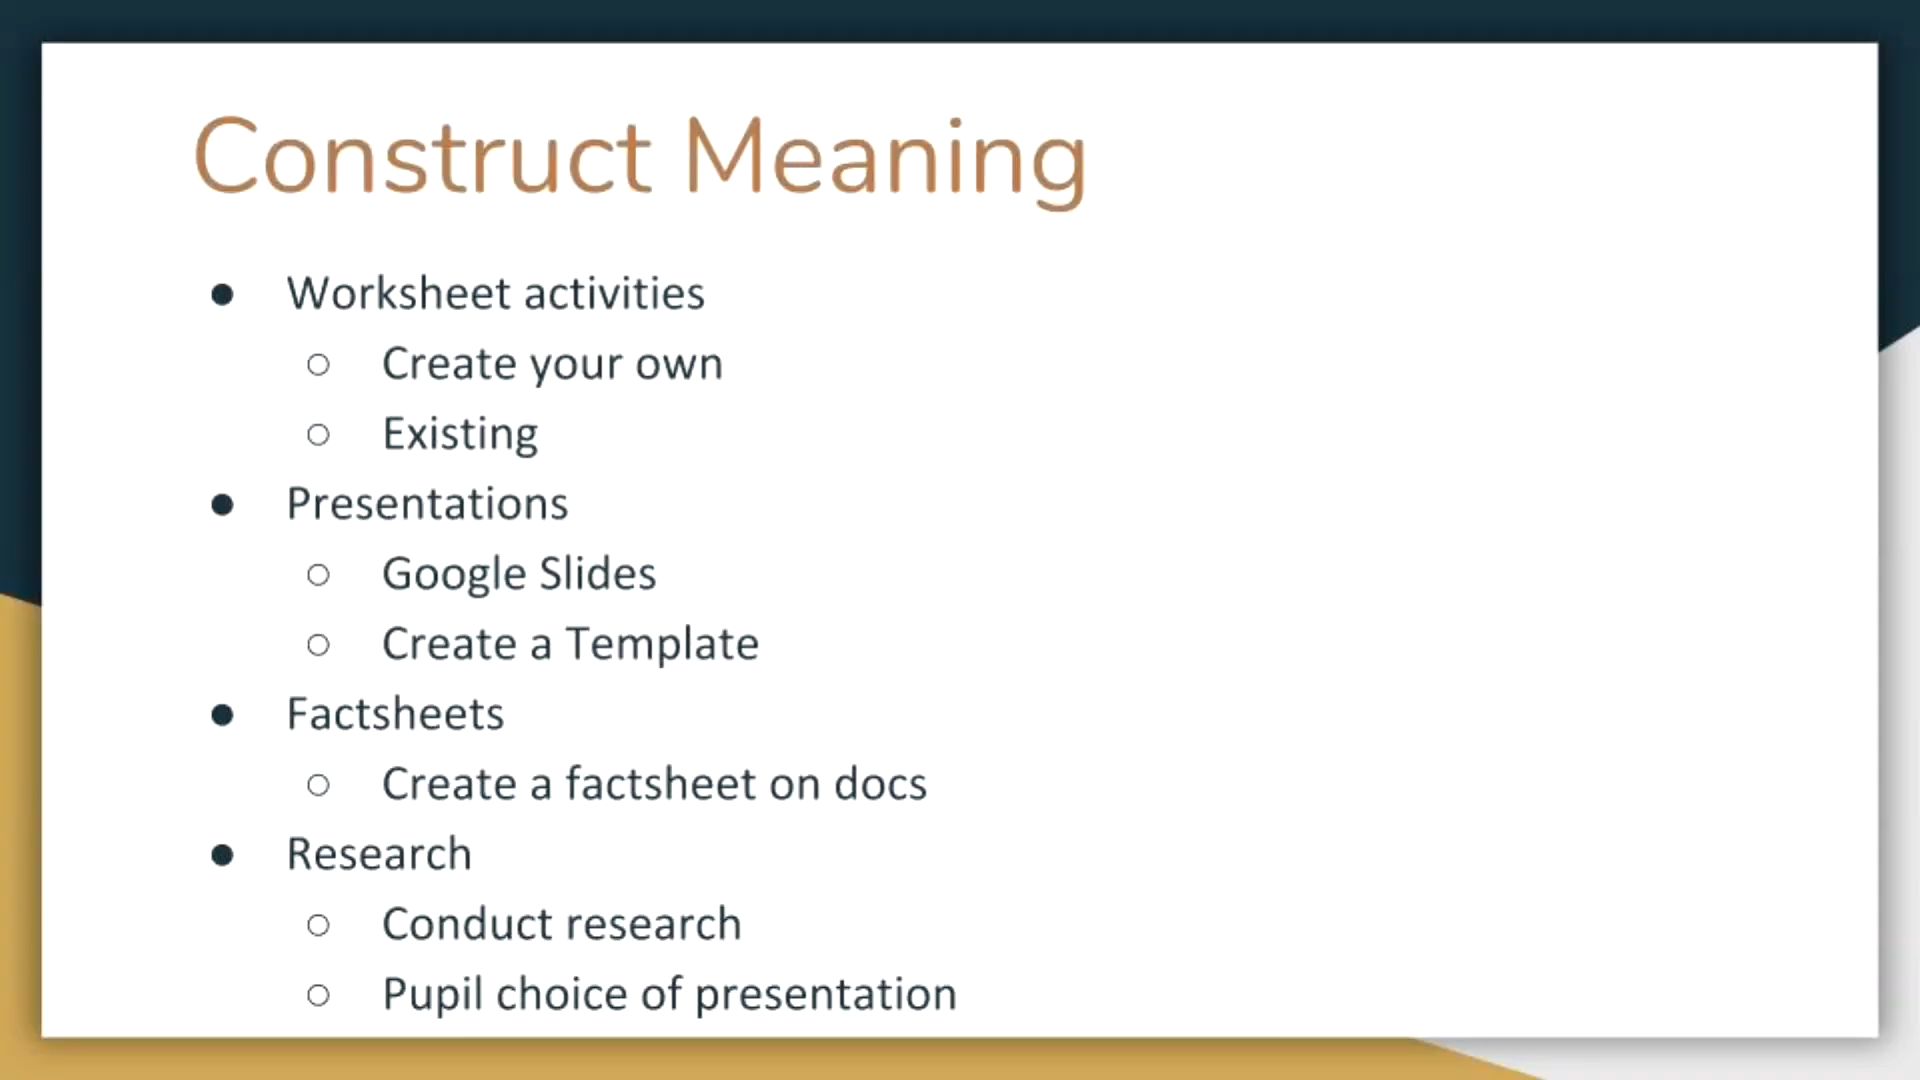 Construct Meaning
● Worksheet activities
○ Create your own
○ Existing
● Presentations
○ Google Slides
○ Create a Template
● Factsheets
○ Create a factsheet on docs
● Research
○ Conduct research
○ Pupil choice of presentation